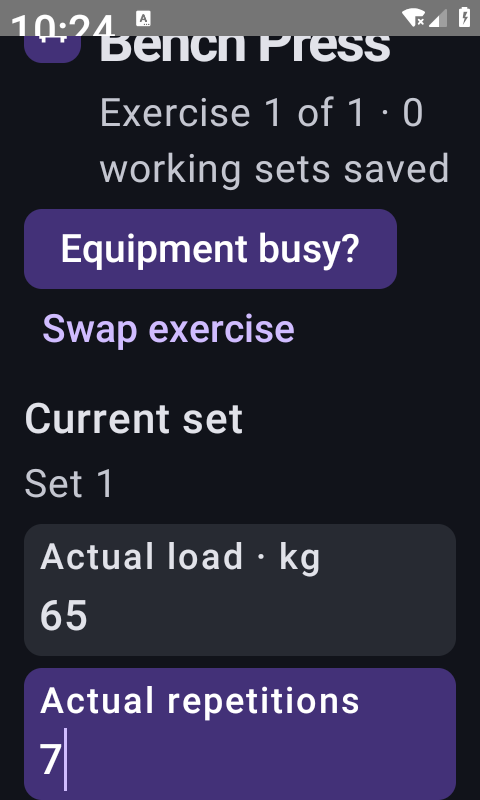 10:24
Bench Press
Exercise 1 of 1 · 0
working sets saved
Equipment busy?
Swap exercise
Current set
Set 1
Actual load · kg
65
Actual repetitions
7